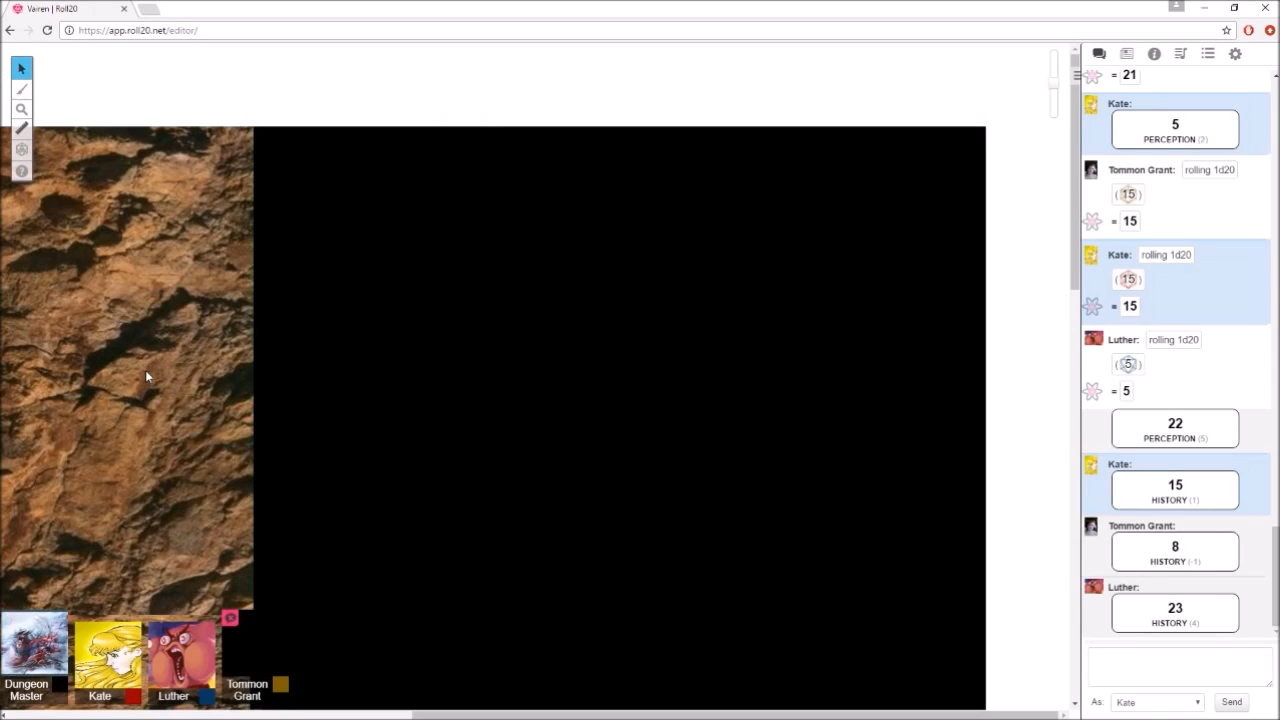 Vairen | Roll20
https://app.roll20.net/editor/
= 21
Kate:
5
PERCEPTION (2)
Tommon Grant: rolling 1d20
(15)
= 15
Kate: rolling 1d20
(15)
= 15
Luther: rolling 1d20
(5)
= 5
22
PERCEPTION (5)
Kate:
15
HISTORY (1)
Tommon Grant:
8
HISTORY (-1)
Luther:
23
HISTORY (4)
Dungeon
Master
Kate
Luther
Tommon
Grant
As: Kate Send